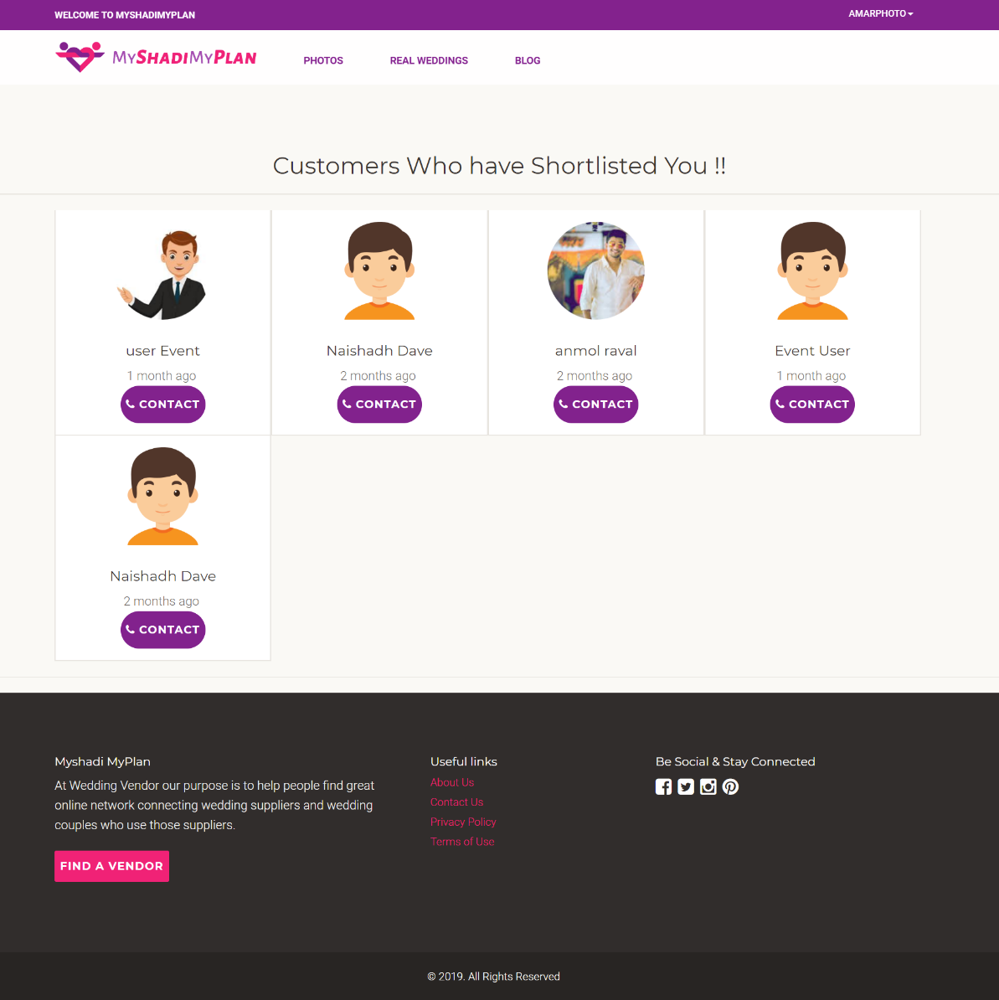 WELCOME TO MYSHADIMYPLAN
AMARPHOTO
MYSHADIMYPLAN
PHOTOS
REAL WEDDINGS
BLOG
Customers Who have Shortlisted You !!
user Event
1 month ago
CONTACT
Naishadh Dave
2 months ago
CONTACT
anmol raval
2 months ago
CONTACT
Event User
1 month ago
CONTACT
Naishadh Dave
2 months ago
CONTACT
Myshadi MyPlan
At Wedding Vendor our purpose is to help people find great
online network connecting wedding suppliers and wedding
couples who use those suppliers.
FIND A VENDOR
Useful links
About Us
Contact Us
Privacy Policy
Terms of Use
Be Social & Stay Connected
© 2019. All Rights Reserved